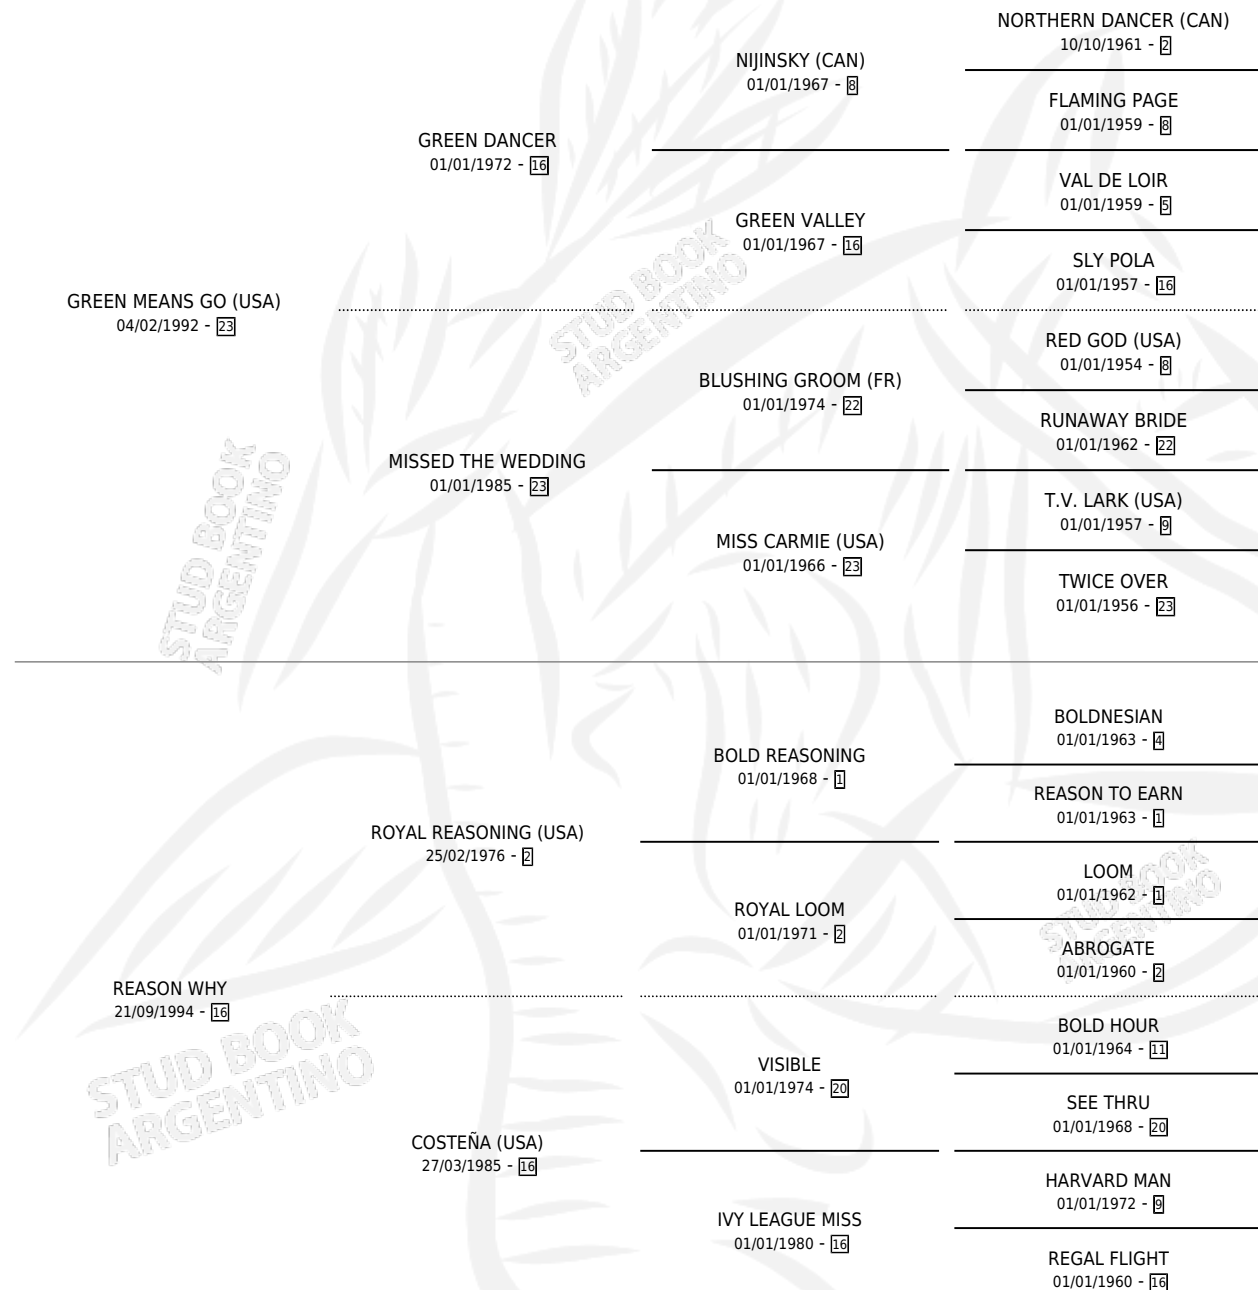 NORTHERN DANCER (CAN)
10/10/1961 - 2
NIJINSKY (CAN)
01/01/1967 - 8
FLAMING PAGE
01/01/1959 - 8
GREEN DANCER
01/01/1972 - 16
VAL DE LOIR
01/01/1959 - 5
GREEN VALLEY
01/01/1967 - 16
SLY POLA
01/01/1957 - 16
GREEN MEANS GO (USA)
04/02/1992 - 23
STUD BOOK
ARGENTINO
RED GOD (USA)
01/01/1954 - 8
BLUSHING GROOM (FR)
01/01/1974 - 22
RUNAWAY BRIDE
01/01/1962 - 22
MISSED THE WEDDING
01/01/1985 - 23
T.V. LARK (USA)
01/01/1957 - 9
MISS CARMIE (USA)
01/01/1966 - 23
TWICE OVER
01/01/1956 - 23
STUD BOOK
ARGENTINO
BOLDNESIAN
01/01/1963 - 4
BOLD REASONING
01/01/1968 - 1
REASON TO EARN
01/01/1963 - 1
ROYAL REASONING (USA)
25/02/1976 - 2
LOOM
01/01/1962 - 1
ROYAL LOOM
01/01/1971 - 2
STUD BOOK
ARGENTINO
ABROGATE
01/01/1960 - 2
REASON WHY
21/09/1994 - 16
BOLD HOUR
01/01/1964 - 11
VISIBLE
01/01/1974 - 20
SEE THRU
01/01/1968 - 20
STUD BOOK
ARGENTINO
COSTEÑA (USA)
27/03/1985 - 16
HARVARD MAN
01/01/1972 - 9
IVY LEAGUE MISS
01/01/1980 - 16
REGAL FLIGHT
01/01/1960 - 16